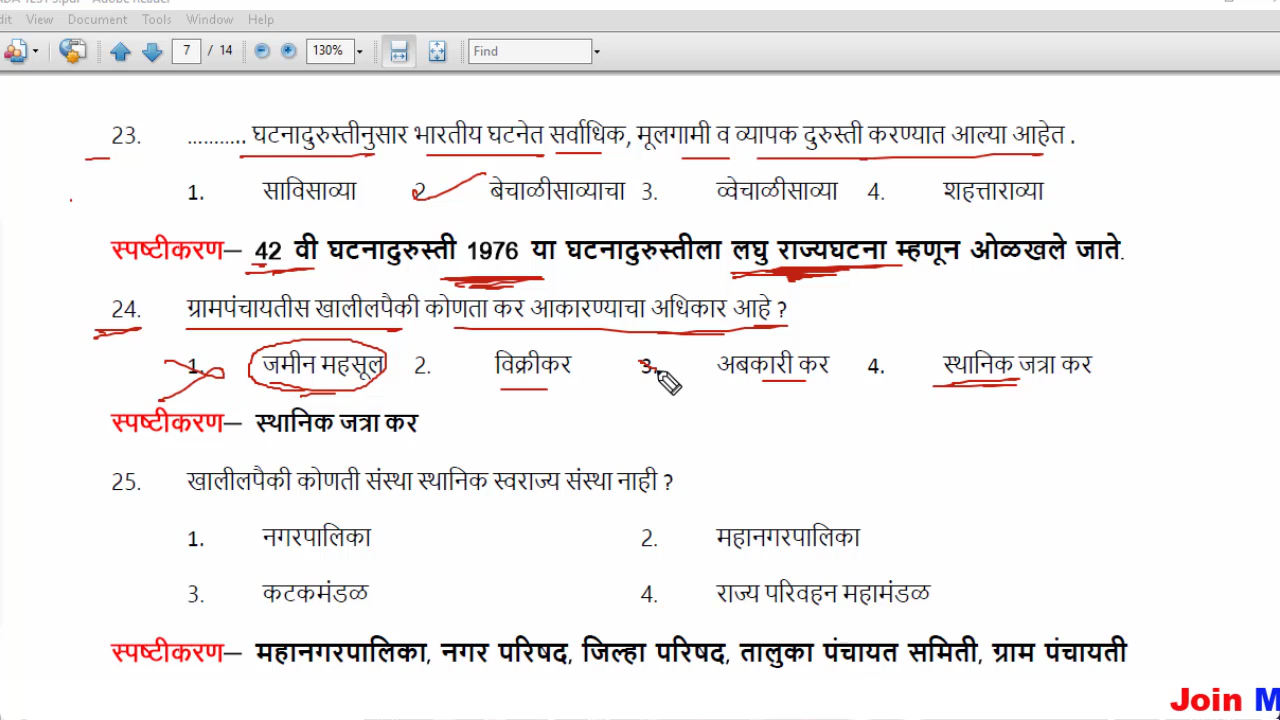 dit View Document Tools Window Help
7 / 14 130% Find
23. .......... घटनादुरुस्तीनुसार भारतीय घटनेत सर्वाधिक, मूलगामी व व्यापक दुरुस्ती करण्यात आल्या आहेत .
1. साविसाव्या 2. बेचाळीसाव्याचा 3. व्वेचाळीसाव्या 4. शहत्ताराव्या
स्पष्टीकरण– 42 वी घटनादुरुस्ती 1976 या घटनादुरुस्तीला लघु राज्यघटना म्हणून ओळखले जाते.
24. ग्रामपंचायतीस खालीलपैकी कोणता कर आकारण्याचा अधिकार आहे ?
1. जमीन महसूल 2. विक्रीकर 3. अबकारी कर 4. स्थानिक जत्रा कर
स्पष्टीकरण– स्थानिक जत्रा कर
25. खालीलपैकी कोणती संस्था स्थानिक स्वराज्य संस्था नाही ?
1. नगरपालिका 2. महानगरपालिका
3. कटकमंडळ 4. राज्य परिवहन महामंडळ
स्पष्टीकरण– महानगरपालिका, नगर परिषद, जिल्हा परिषद, तालुका पंचायत समिती, ग्राम पंचायती
Join M